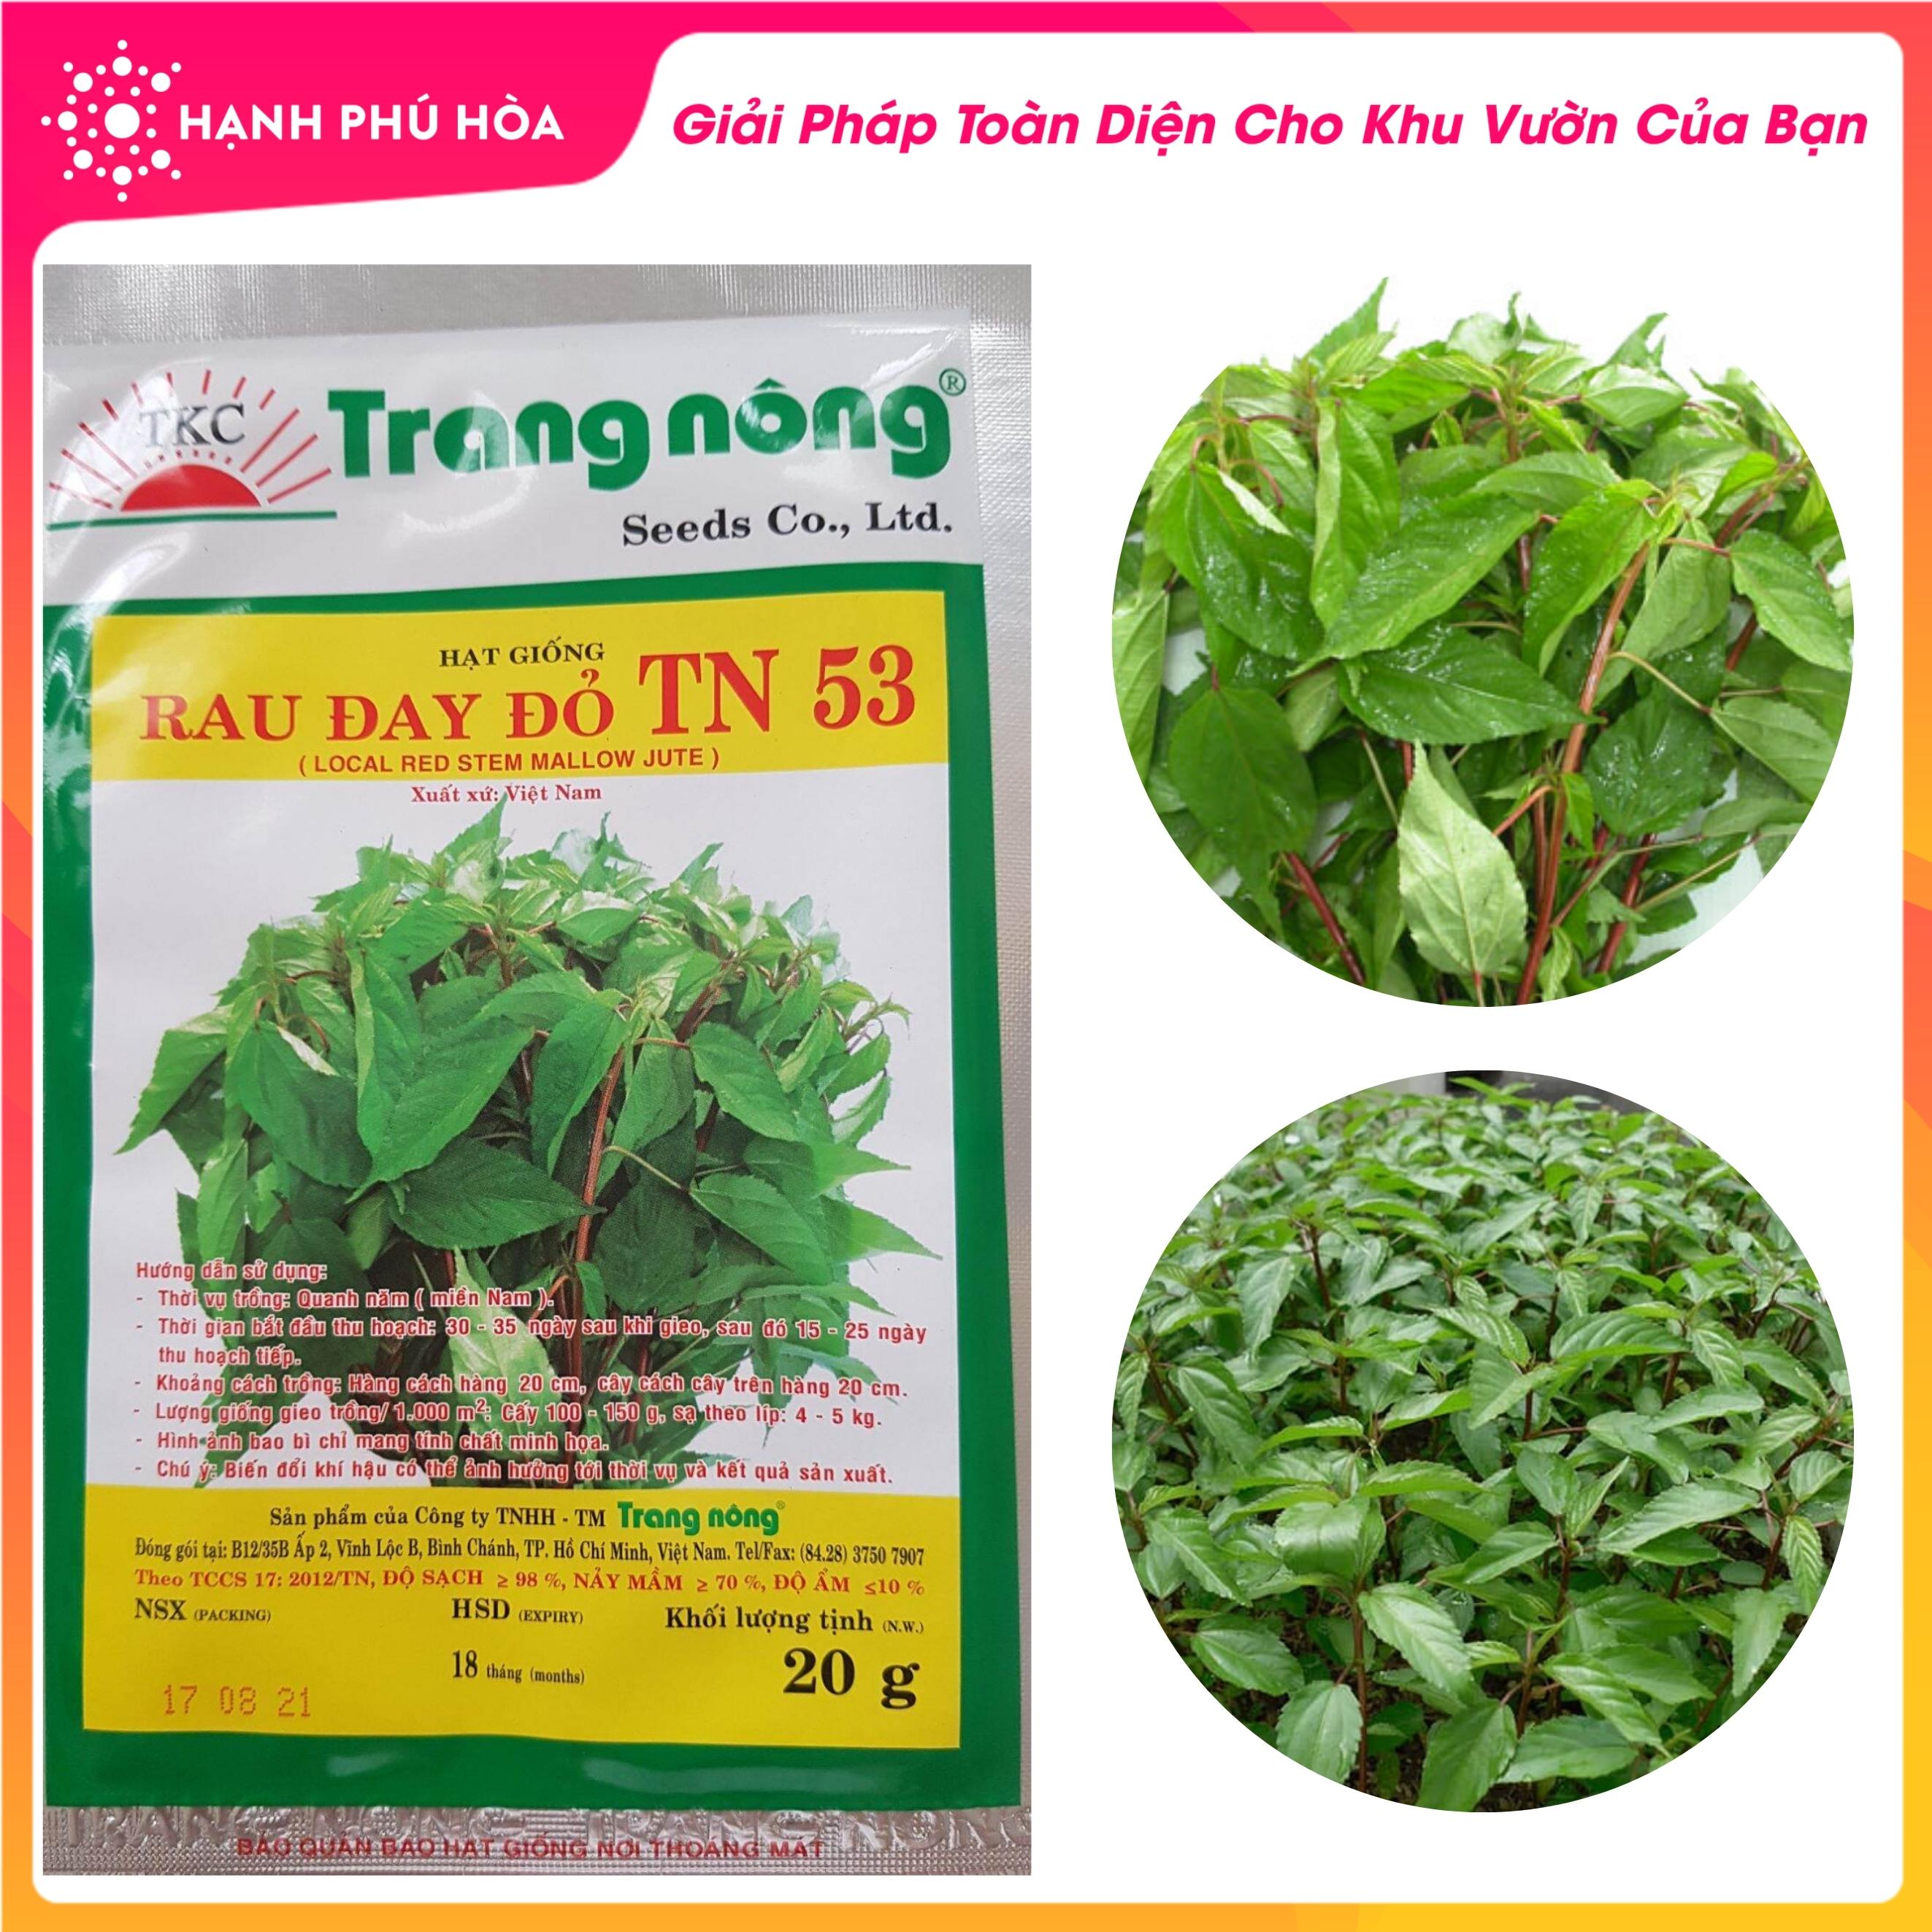 HẠNH PHÚ HÒA
Giải Pháp Toàn Diện Cho Khu Vườn Của Bạn
TKC
Trang nông®
Seeds Co., Ltd.
HẠT GIỐNG
RAU ĐAY ĐỎ TN 53
( LOCAL RED STEM MALLOW JUTE )
Xuất xứ: Việt Nam
Hướng dẫn sử dụng:
- Thời vụ trồng: Quanh năm ( miền Nam ).
- Thời gian bắt đầu thu hoạch: 30 - 35 ngày sau khi gieo, sau đó 15 - 25 ngày
thu hoạch tiếp.
- Khoảng cách trồng: Hàng cách hàng 20 cm, cây cách cây trên hàng 20 cm.
- Lượng giống gieo trồng/ 1.000 m²: Cấy 100 - 150 g, sạ theo líp: 4 - 5 kg.
- Hình ảnh bao bì chỉ mang tính chất minh họa.
- Chú ý: Biến đổi khí hậu có thể ảnh hưởng tới thời vụ và kết quả sản xuất.
Sản phẩm của Công ty TNHH - TM Trang nông®
Đóng gói tại: B12/35B Ấp 2, Vĩnh Lộc B, Bình Chánh, TP. Hồ Chí Minh, Việt Nam. Tel/Fax: (84.28) 3750 7907
Theo TCCS 17: 2012/TN, ĐỘ SẠCH ≥ 98 %, NẢY MẦM ≥ 70 %, ĐỘ ẨM ≤10 %
NSX (PACKING) HSD (EXPIRY) Khối lượng tịnh (N.W.)
17 08 21 18 tháng (months) 20 g
TRANG NONG TRANG NONG
BẢO QUẢN BAO HẠT GIỐNG NƠI THOÁNG MÁT